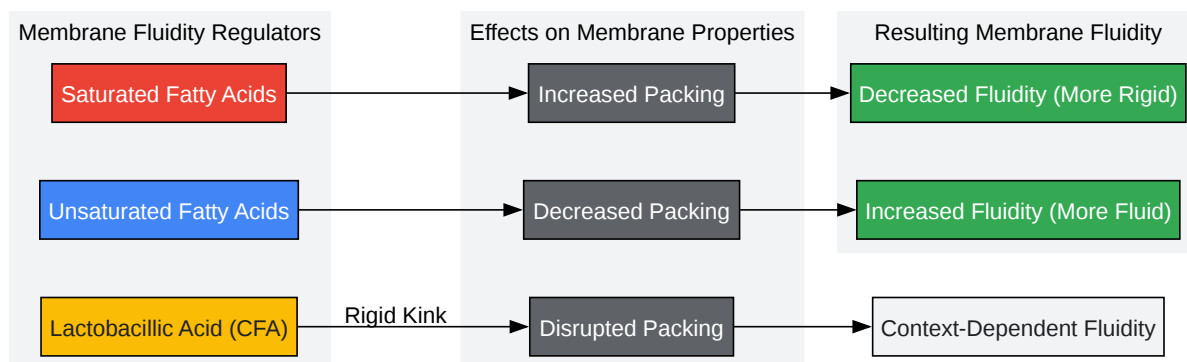 Membrane Fluidity Regulators
Effects on Membrane Properties
Resulting Membrane Fluidity
Saturated Fatty Acids
Increased Packing
Decreased Fluidity (More Rigid)
Unsaturated Fatty Acids
Decreased Packing
Increased Fluidity (More Fluid)
Lactobacillic Acid (CFA)
Rigid Kink
Disrupted Packing
Context-Dependent Fluidity